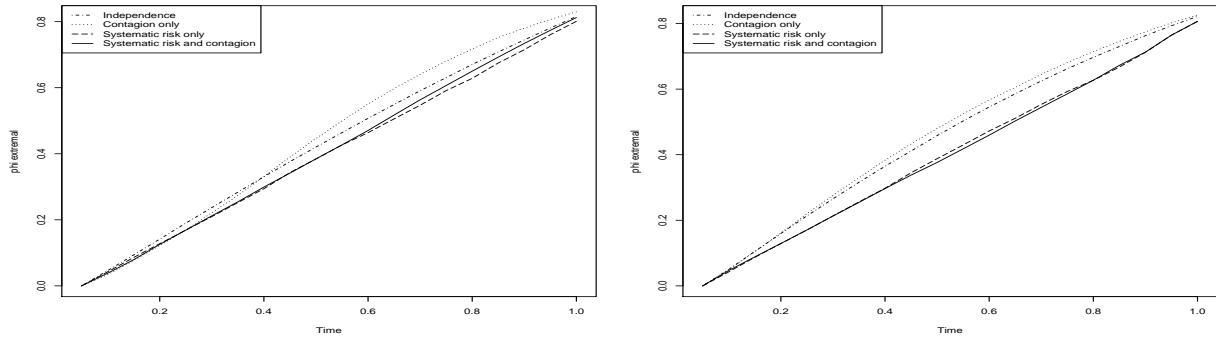 Independence
Contagion only
Systematic risk only
Systematic risk and contagion
phi extremal
0.8
0.6
0.4
0.2
0.0
0.2 0.4 0.6 0.8 1.0
Time
Independence
Contagion only
Systematic risk only
Systematic risk and contagion
phi extremal
0.8
0.6
0.4
0.2
0.0
0.2 0.4 0.6 0.8 1.0
Time